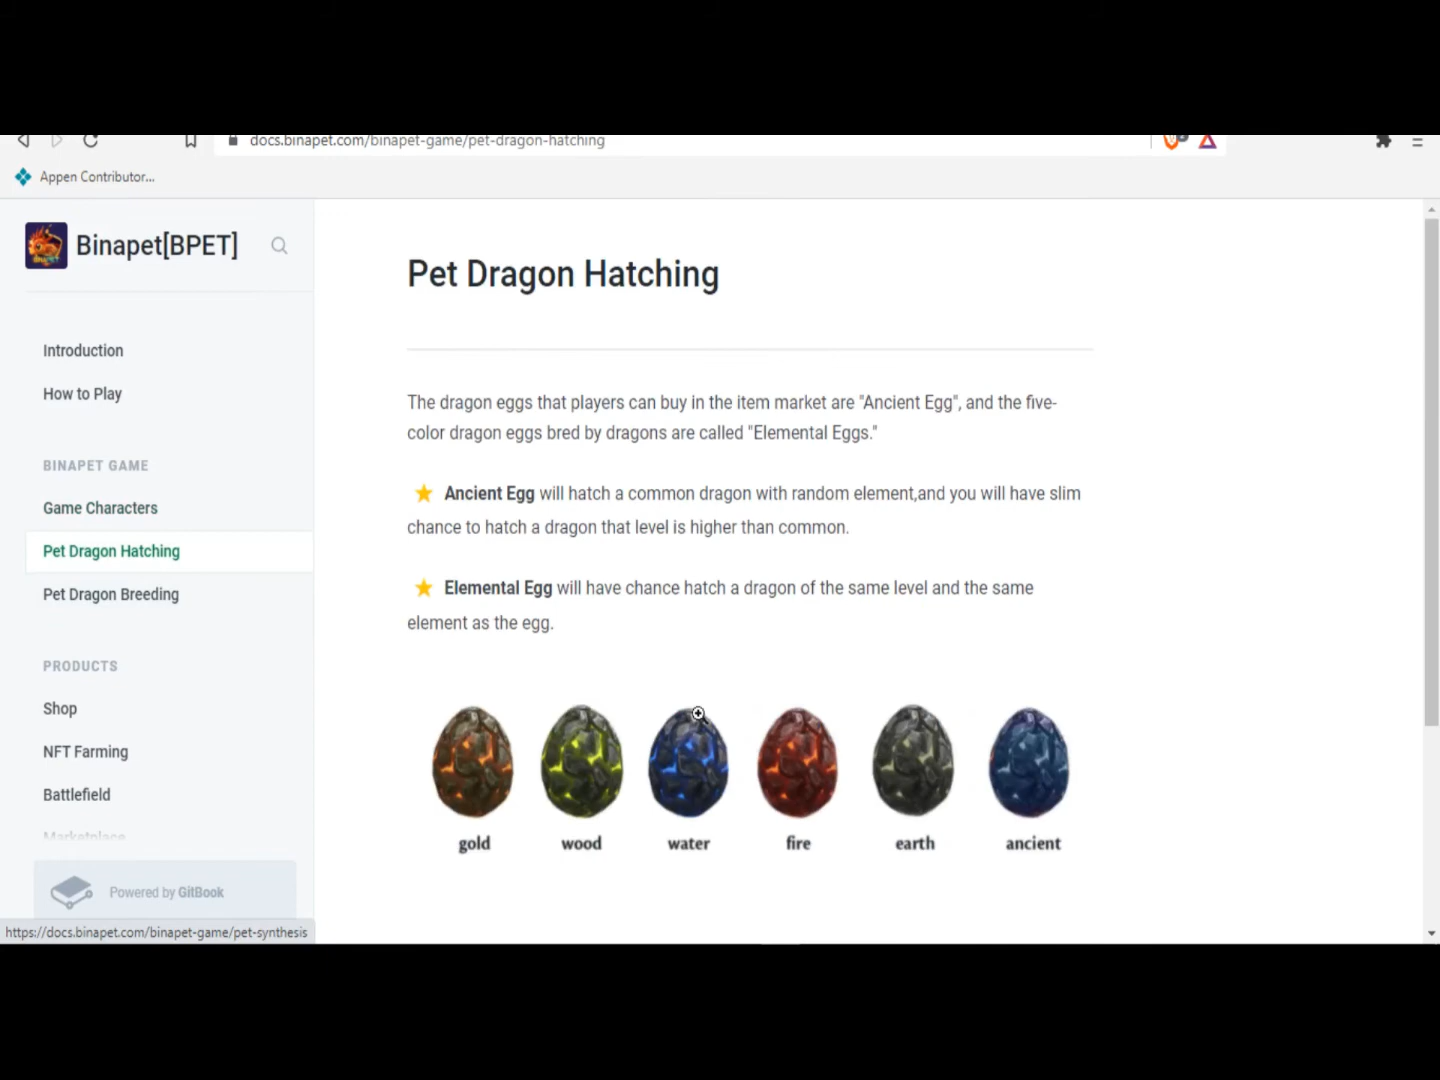 docs.binapet.com/binapet-game/pet-dragon-hatching
Appen Contributor...
Binapet[BPET]
Introduction
How to Play
BINAPET GAME
Game Characters
Pet Dragon Hatching
Pet Dragon Breeding
PRODUCTS
Shop
NFT Farming
Battlefield
Marketplace
Powered by GitBook
https://docs.binapet.com/binapet-game/pet-synthesis
Pet Dragon Hatching
The dragon eggs that players can buy in the item market are "Ancient Egg", and the five-
color dragon eggs bred by dragons are called "Elemental Eggs."
Ancient Egg will hatch a common dragon with random element,and you will have slim
chance to hatch a dragon that level is higher than common.
Elemental Egg will have chance hatch a dragon of the same level and the same
element as the egg.
gold wood water fire earth ancient